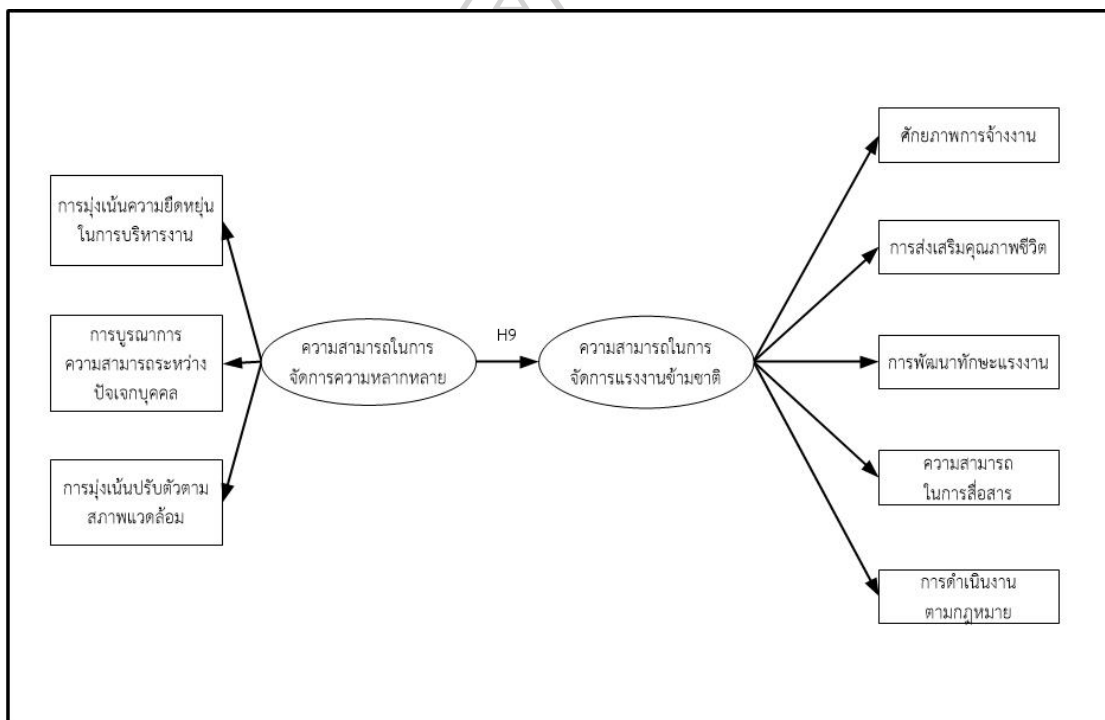 การมุ่งเน้นความยืดหยุ่น
ในการบริหารงาน
การบูรณาการ
ความสามารถระหว่าง
ปัจเจกบุคคล
การมุ่งเน้นปรับตัวตาม
สภาพแวดล้อม
ความสามารถในการ
จัดการความหลากหลาย
H9
ความสามารถในการ
จัดการแรงงานข้ามชาติ
ศักยภาพการจ้างงาน
การส่งเสริมคุณภาพชีวิต
การพัฒนาทักษะแรงงาน
ความสามารถ
ในการสื่อสาร
การดำเนินงาน
ตามกฎหมาย